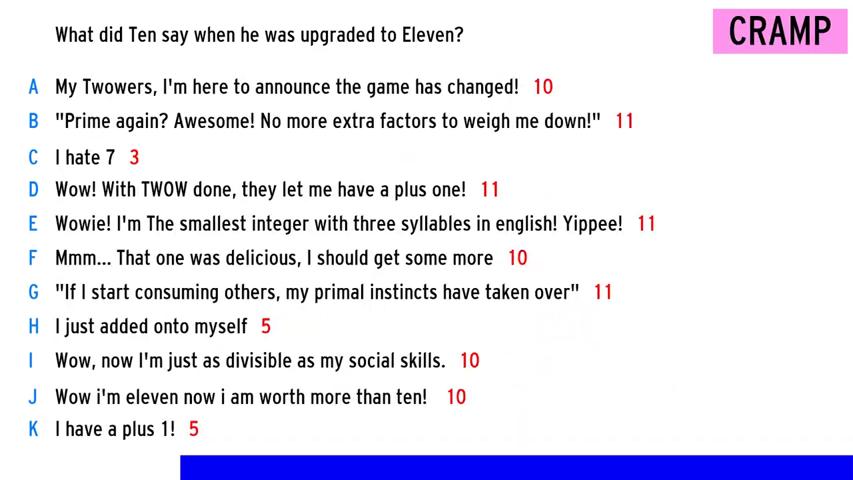 What did Ten say when he was upgraded to Eleven?
CRAMP
A My Twowers, I'm here to announce the game has changed! 10
B "Prime again? Awesome! No more extra factors to weigh me down!" 11
C I hate 7 3
D Wow! With TWOW done, they let me have a plus one! 11
E Wowie! I'm The smallest integer with three syllables in english! Yippee! 11
F Mmm... That one was delicious, I should get some more 10
G "If I start consuming others, my primal instincts have taken over" 11
H I just added onto myself 5
I Wow, now I'm just as divisible as my social skills. 10
J Wow i'm eleven now i am worth more than ten! 10
K I have a plus 1! 5